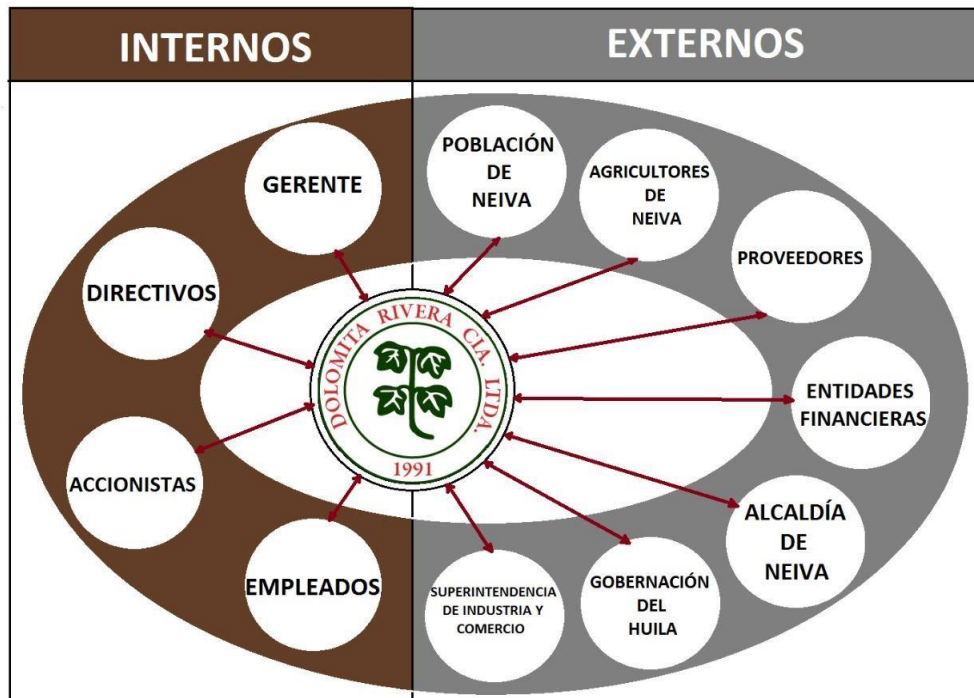 INTERNOS
EXTERNOS
GERENTE
DIRECTIVOS
ACCIONISTAS
EMPLEADOS
DOLOMITA RIVERA CIA. LTDA.
1991
POBLACIÓN
DE
NEIVA
AGRICULTORES
DE
NEIVA
PROVEEDORES
ENTIDADES
FINANCIERAS
ALCALDÍA
DE
NEIVA
GOBERNACIÓN
DEL
HUILA
SUPERINTENDENCIA
DE INDUSTRIA Y
COMERCIO